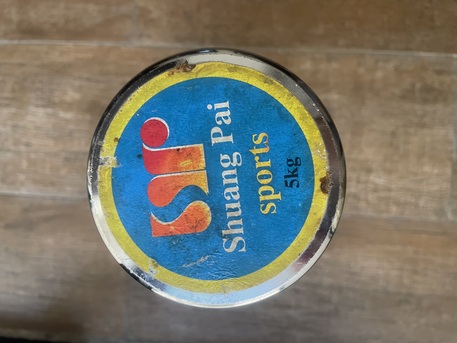 Shuang Pai
sports
5kg